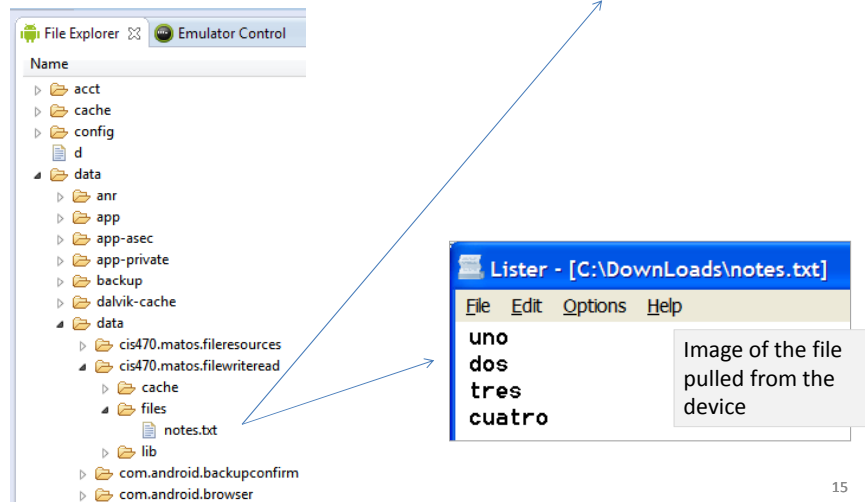 File Explorer Emulator Control
Name
acct
cache
config
d
data
anr
app
app-asec
app-private
backup
dalvik-cache
data
cis470.matos.fileresources
cis470.matos.filewriteread
cache
files
notes.txt
lib
com.android.backupconfirm
com.android.browser
Lister - [C:\DownLoads\notes.txt]
File Edit Options Help
uno
dos
tres
cuatro
Image of the file
pulled from the
device
15